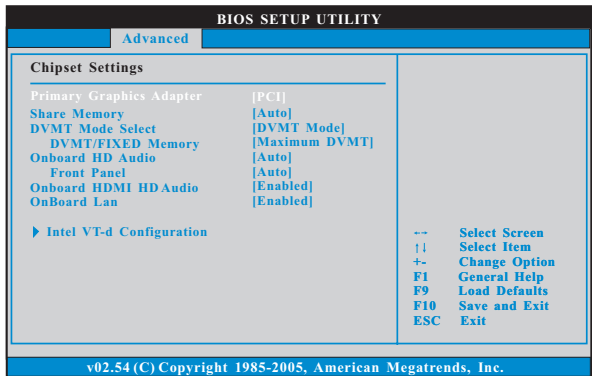 BIOS SETUP UTILITY
Advanced
Chipset Settings
Primary Graphics Adapter [PCI]
Share Memory [Auto]
DVMT Mode Select [DVMT Mode]
DVMT/FIXED Memory [Maximum DVMT]
Onboard HD Audio [Auto]
Front Panel [Auto]
Onboard HDMI HD Audio [Enabled]
OnBoard Lan [Enabled]
Intel VT-d Configuration
←→ Select Screen
↑↓ Select Item
+- Change Option
F1 General Help
F9 Load Defaults
F10 Save and Exit
ESC Exit
v02.54 (C) Copyright 1985-2005, American Megatrends, Inc.